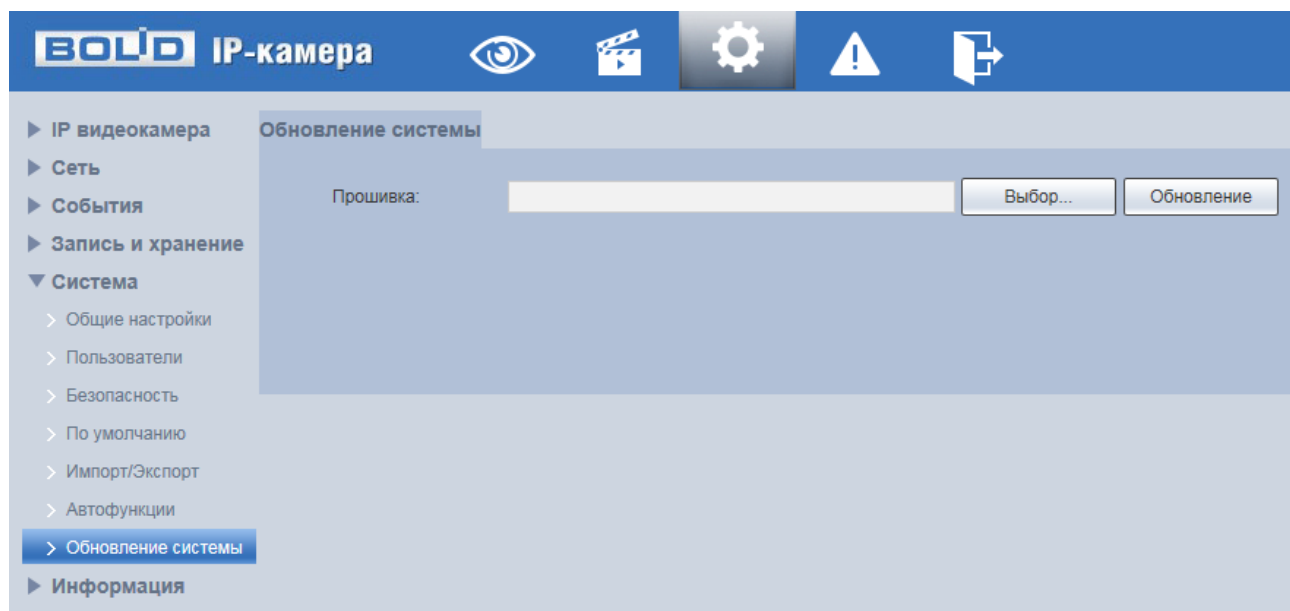 BOLID IP-камера
IP видеокамера
Сеть
События
Запись и хранение
Система
Общие настройки
Пользователи
Безопасность
По умолчанию
Импорт/Экспорт
Автофункции
Обновление системы
Информация
Обновление системы
Прошивка:
Выбор...
Обновление